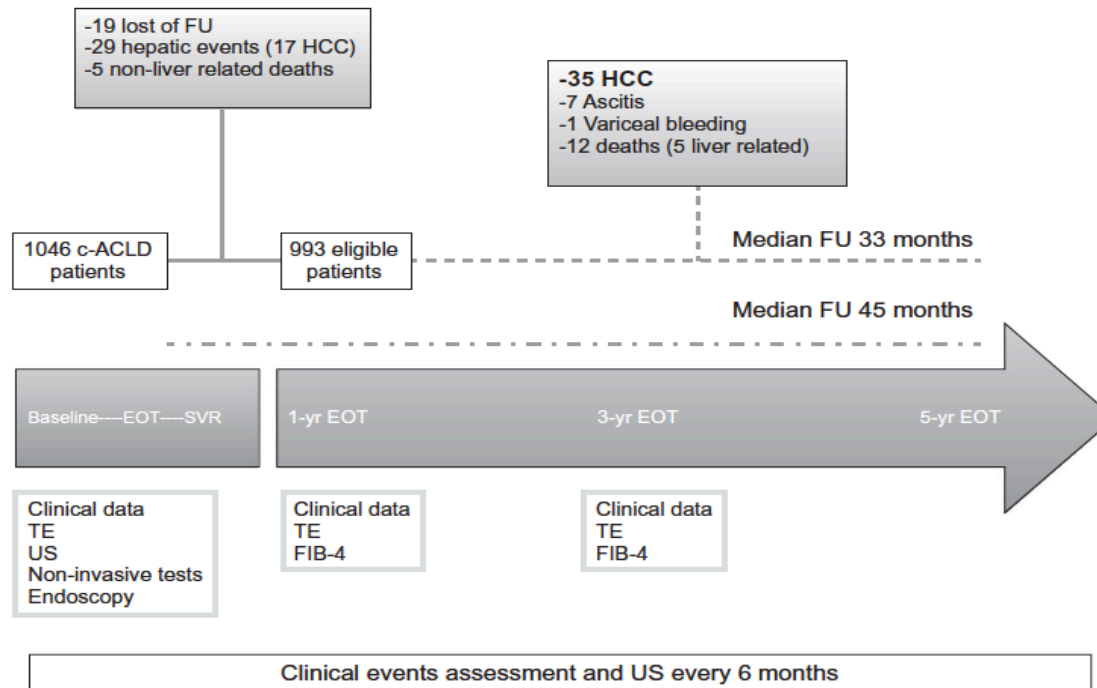 -19 lost of FU
-29 hepatic events (17 HCC)
-5 non-liver related deaths
-35 HCC
-7 Ascitis
-1 Variceal bleeding
-12 deaths (5 liver related)
1046 c-ACLD
patients
993 eligible
patients
Median FU 33 months
Median FU 45 months
Baseline----EOT----SVR
1-yr EOT
3-yr EOT
5-yr EOT
Clinical data
TE
US
Non-invasive tests
Endoscopy
Clinical data
TE
FIB-4
Clinical data
TE
FIB-4
Clinical events assessment and US every 6 months